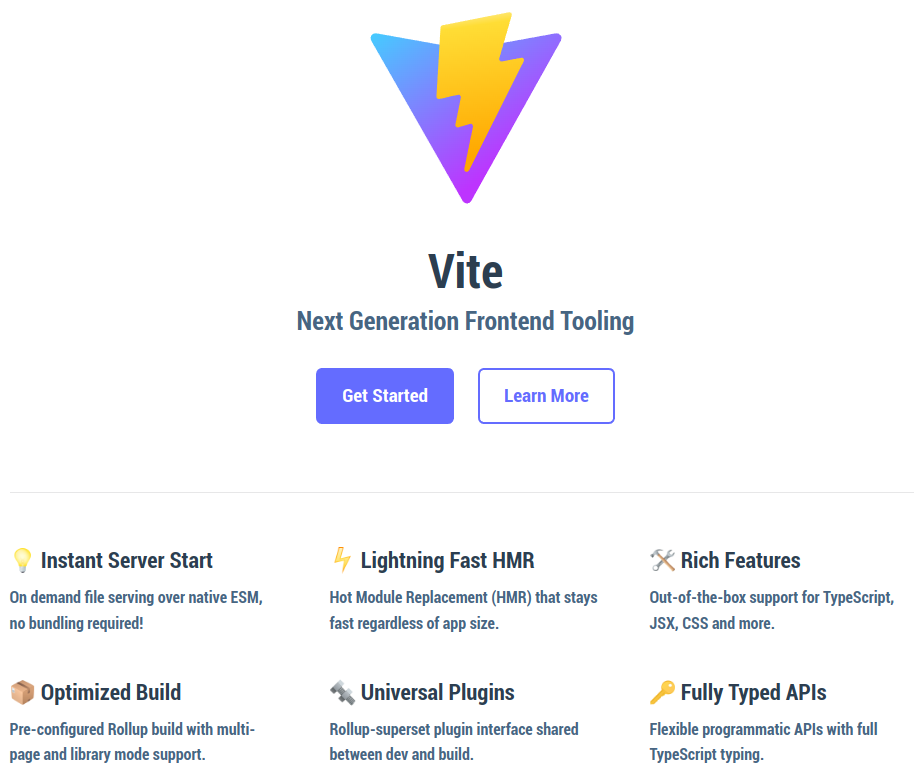 Vite
Next Generation Frontend Tooling
Get Started
Learn More
Instant Server Start
On demand file serving over native ESM,
no bundling required!
Lightning Fast HMR
Hot Module Replacement (HMR) that stays
fast regardless of app size.
Rich Features
Out-of-the-box support for TypeScript,
JSX, CSS and more.
Optimized Build
Pre-configured Rollup build with multi-
page and library mode support.
Universal Plugins
Rollup-superset plugin interface shared
between dev and build.
Fully Typed APIs
Flexible programmatic APIs with full
TypeScript typing.